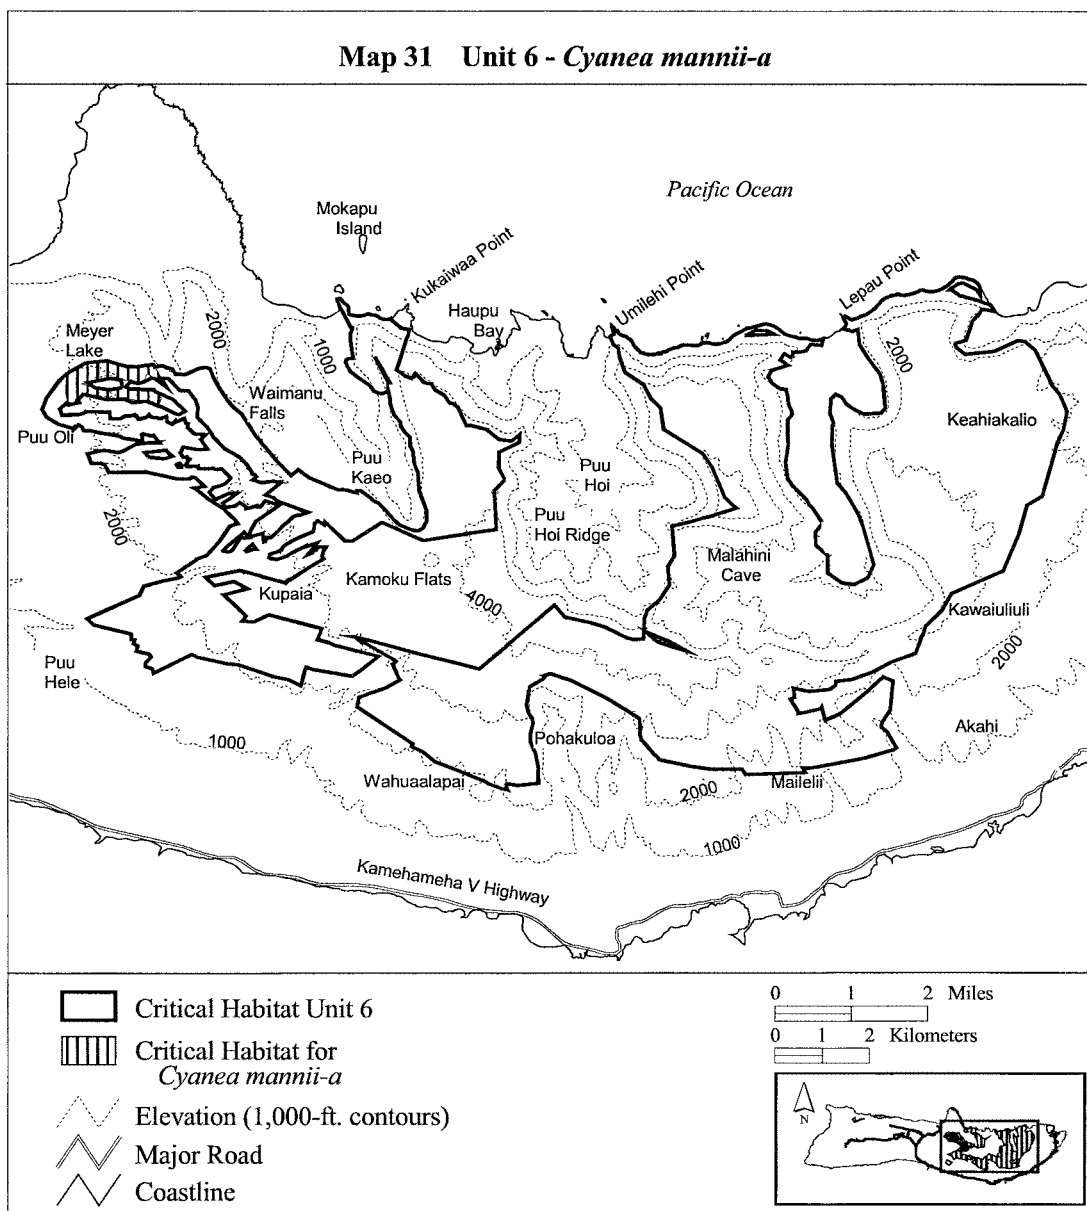 Map 31 Unit 6 - Cyanea mannii-a
Pacific Ocean
Mokapu
Island
Kukaiwaa Point
Haupu
Bay
Umilehi Point
Lepau Point
Meyer
Lake
2000
1000
2000
Waimanu
Falls
Keahiakalio
Puu Oli
Puu
Kaeo
Puu
Hoi
2000
Puu
Hoi Ridge
Malahini
Cave
Kamoku Flats
Kupaia
4000
Kawaiuliuli
2000
Puu
Hele
Akahi
1000
Pohakuloa
Wahuaalapai
2000
Mailelii
1000
Kamehameha V Highway
Critical Habitat Unit 6
Critical Habitat for
Cyanea mannii-a
Elevation (1,000-ft. contours)
Major Road
Coastline
0 1 2 Miles
0 1 2 Kilometers
N